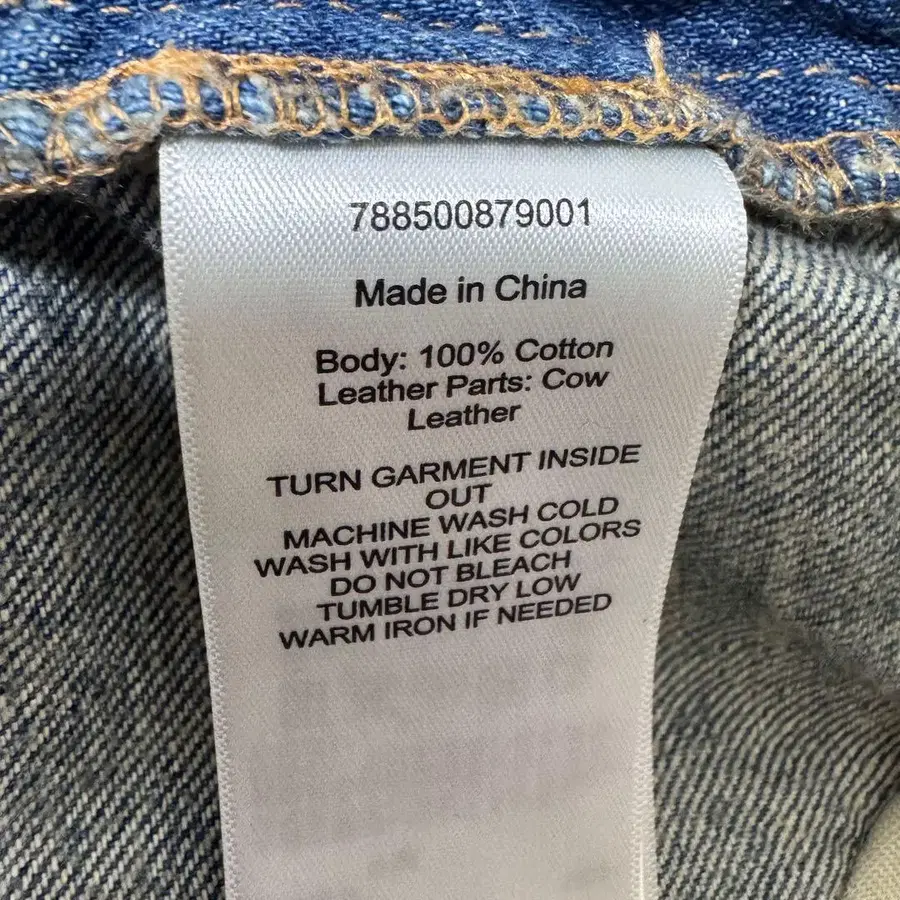 788500879001
Made in China
Body: 100% Cotton
Leather Parts: Cow
Leather
TURN GARMENT INSIDE
OUT
MACHINE WASH COLD
WASH WITH LIKE COLORS
DO NOT BLEACH
TUMBLE DRY LOW
WARM IRON IF NEEDED